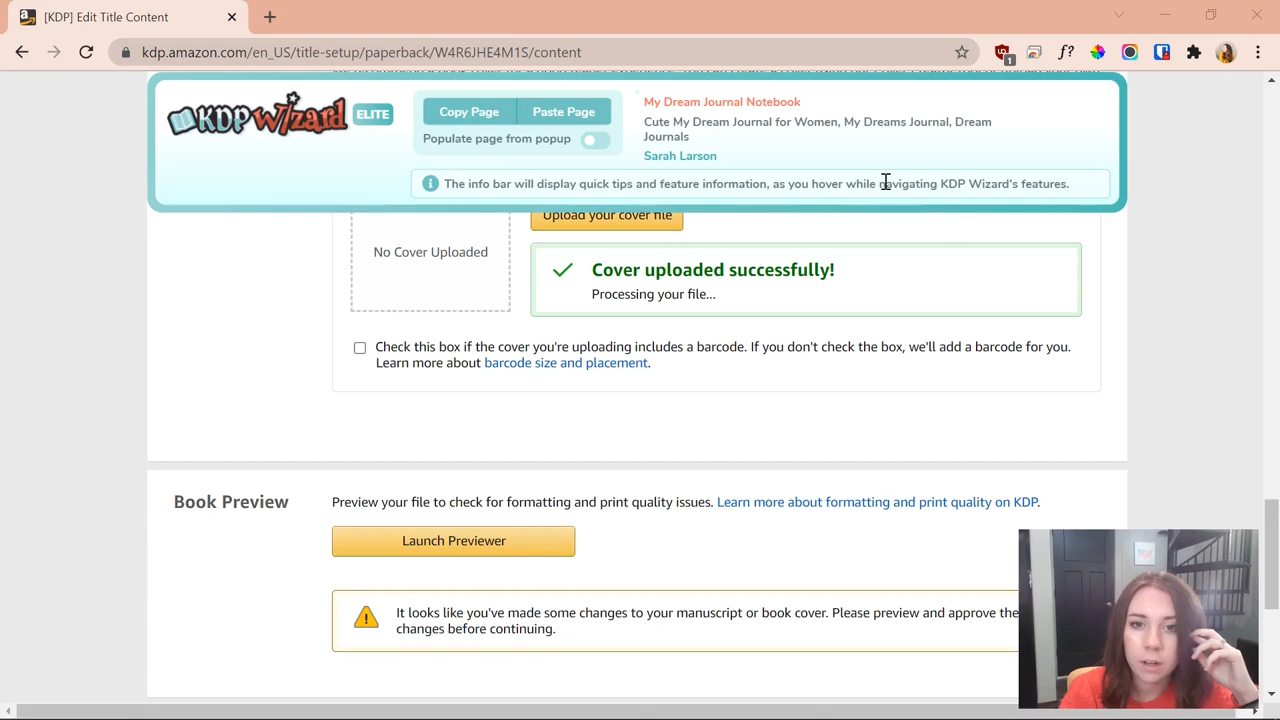 [KDP] Edit Title Content
kdp.amazon.com/en_US/title-setup/paperback/W4R6JHE4M1S/content
1
f?
KDPWizard ELITE
Copy Page Paste Page
Populate page from popup
My Dream Journal Notebook
Cute My Dream Journal for Women, My Dreams Journal, Dream
Journals
Sarah Larson
The info bar will display quick tips and feature information, as you hover while navigating KDP Wizard's features.
Upload your cover file
No Cover Uploaded
Cover uploaded successfully!
Processing your file...
Check this box if the cover you're uploading includes a barcode. If you don't check the box, we'll add a barcode for you.
Learn more about barcode size and placement.
Book Preview
Preview your file to check for formatting and print quality issues. Learn more about formatting and print quality on KDP.
Launch Previewer
It looks like you've made some changes to your manuscript or book cover. Please preview and approve the
changes before continuing.